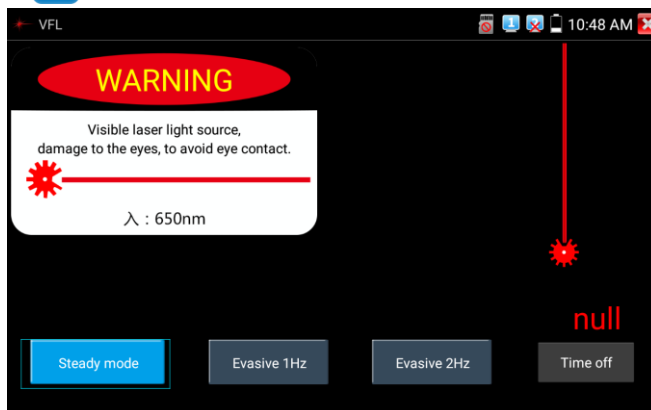 VFL
1
10:48 AM
WARNING
Visible laser light source,
damage to the eyes, to avoid eye contact.
入 : 650nm
null
Steady mode
Evasive 1Hz
Evasive 2Hz
Time off